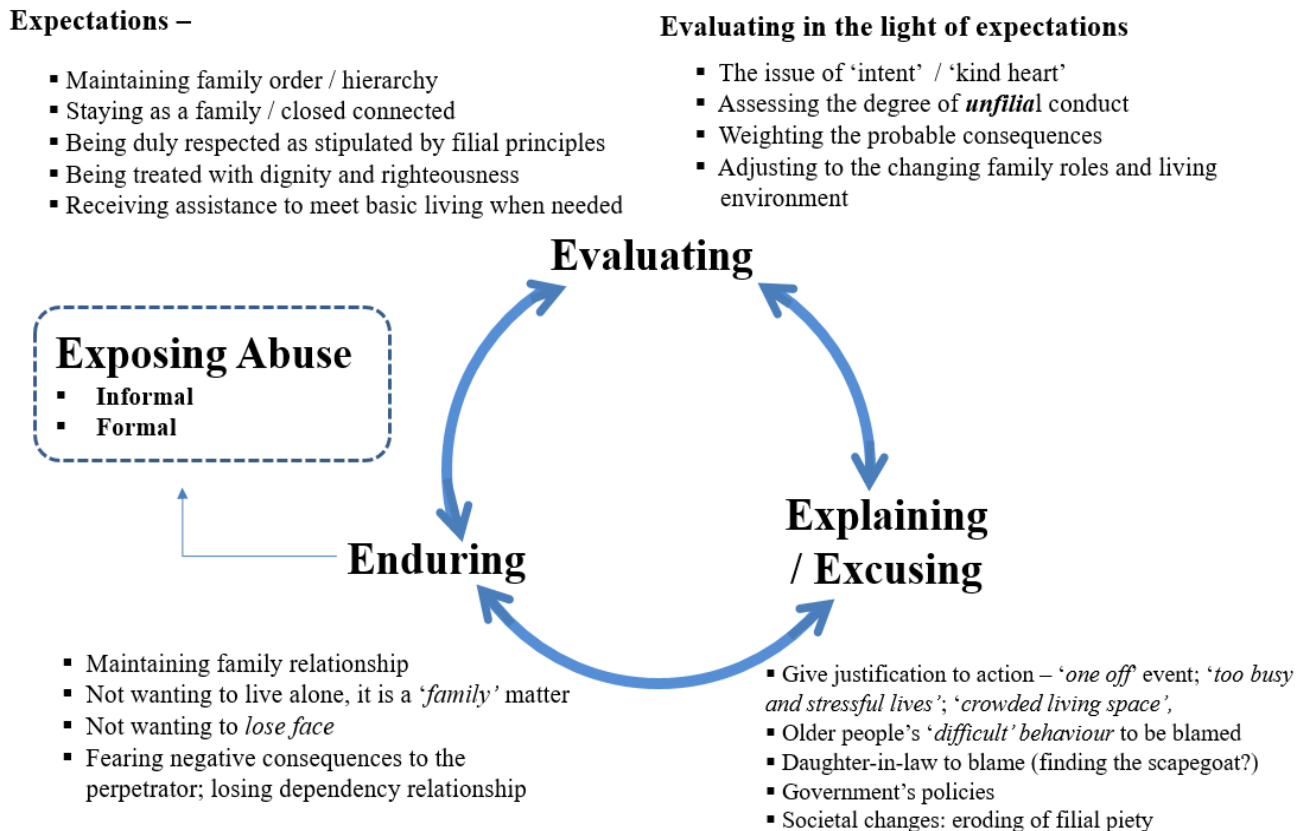 Expectations –
▪ Maintaining family order / hierarchy
▪ Staying as a family / closed connected
▪ Being duly respected as stipulated by filial principles
▪ Being treated with dignity and righteousness
▪ Receiving assistance to meet basic living when needed
Evaluating in the light of expectations
▪ The issue of ‘intent’ / ‘kind heart’
▪ Assessing the degree of unfilial conduct
▪ Weighting the probable consequences
▪ Adjusting to the changing family roles and living
environment
Evaluating
Exposing Abuse
▪ Informal
▪ Formal
Enduring
Explaining
/ Excusing
▪ Maintaining family relationship
▪ Not wanting to live alone, it is a ‘family’ matter
▪ Not wanting to lose face
▪ Fearing negative consequences to the
perpetrator; losing dependency relationship
▪ Give justification to action – ‘one off’ event; ‘too busy
and stressful lives’; ‘crowded living space’,
▪ Older people’s ‘difficult’ behaviour to be blamed
▪ Daughter-in-law to blame (finding the scapegoat?)
▪ Government’s policies
▪ Societal changes: eroding of filial piety